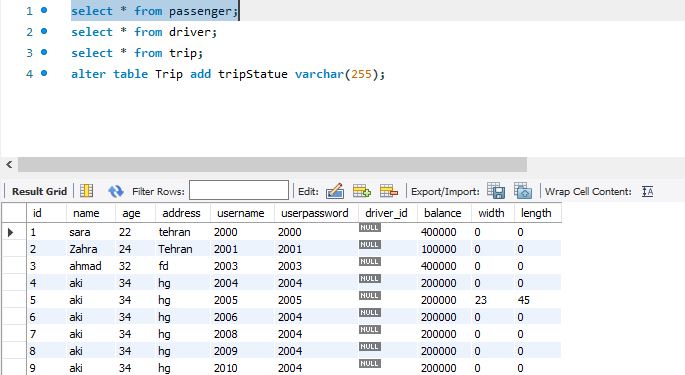 1 select * from passenger;
2 select * from driver;
3 select * from trip;
4 alter table Trip add tripStatue varchar(255);
Result Grid Filter Rows: Edit: Export/Import: Wrap Cell Content: IA
id name age address username userpassword driver_id balance width length
1 sara 22 tehran 2000 2000 NULL 400000 0 0
2 Zahra 24 Tehran 2001 2001 NULL 100000 0 0
3 ahmad 32 fd 2003 2003 NULL 400000 0 0
4 aki 34 hg 2004 2004 NULL 200000 0 0
5 aki 34 hg 2005 2005 NULL 200000 23 45
6 aki 34 hg 2006 2004 NULL 200000 0 0
7 aki 34 hg 2008 2004 NULL 200000 0 0
8 aki 34 hg 2009 2004 NULL 200000 0 0
9 aki 34 hg 2010 2004 NULL 200000 0 0